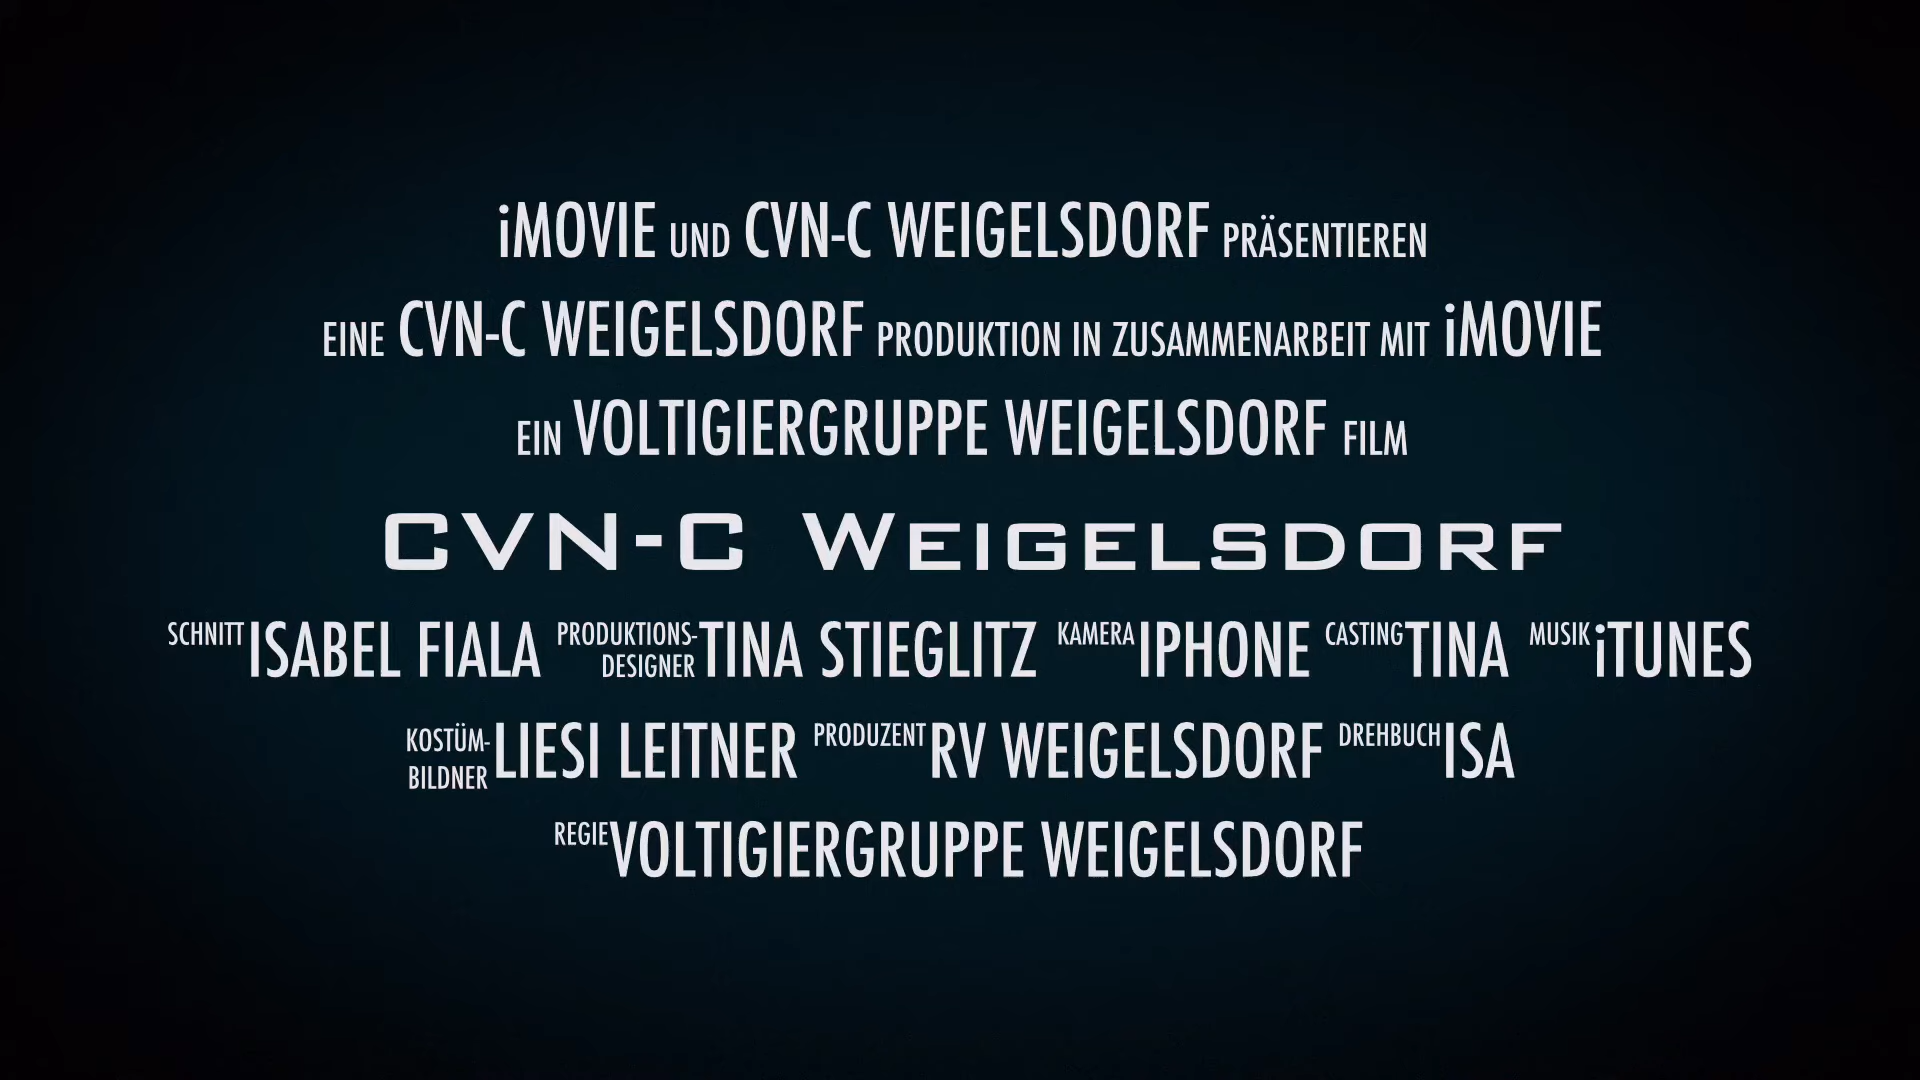 iMOVIE UND CVN-C WEIGELSDORF PRÄSENTIEREN
EINE CVN-C WEIGELSDORF PRODUKTION IN ZUSAMMENARBEIT MIT iMOVIE
EIN VOLTIGIERGRUPPE WEIGELSDORF FILM
CVN-C WEIGELSDORF
SCHNITT ISABEL FIALA PRODUKTIONS-DESIGNER TINA STIEGLITZ KAMERA IPHONE CASTING TINA MUSIK iTUNES
KOSTÜM-BILDNER LIESI LEITNER PRODUZENT RV WEIGELSDORF DREHBUCH ISA
REGIE VOLTIGIERGRUPPE WEIGELSDORF